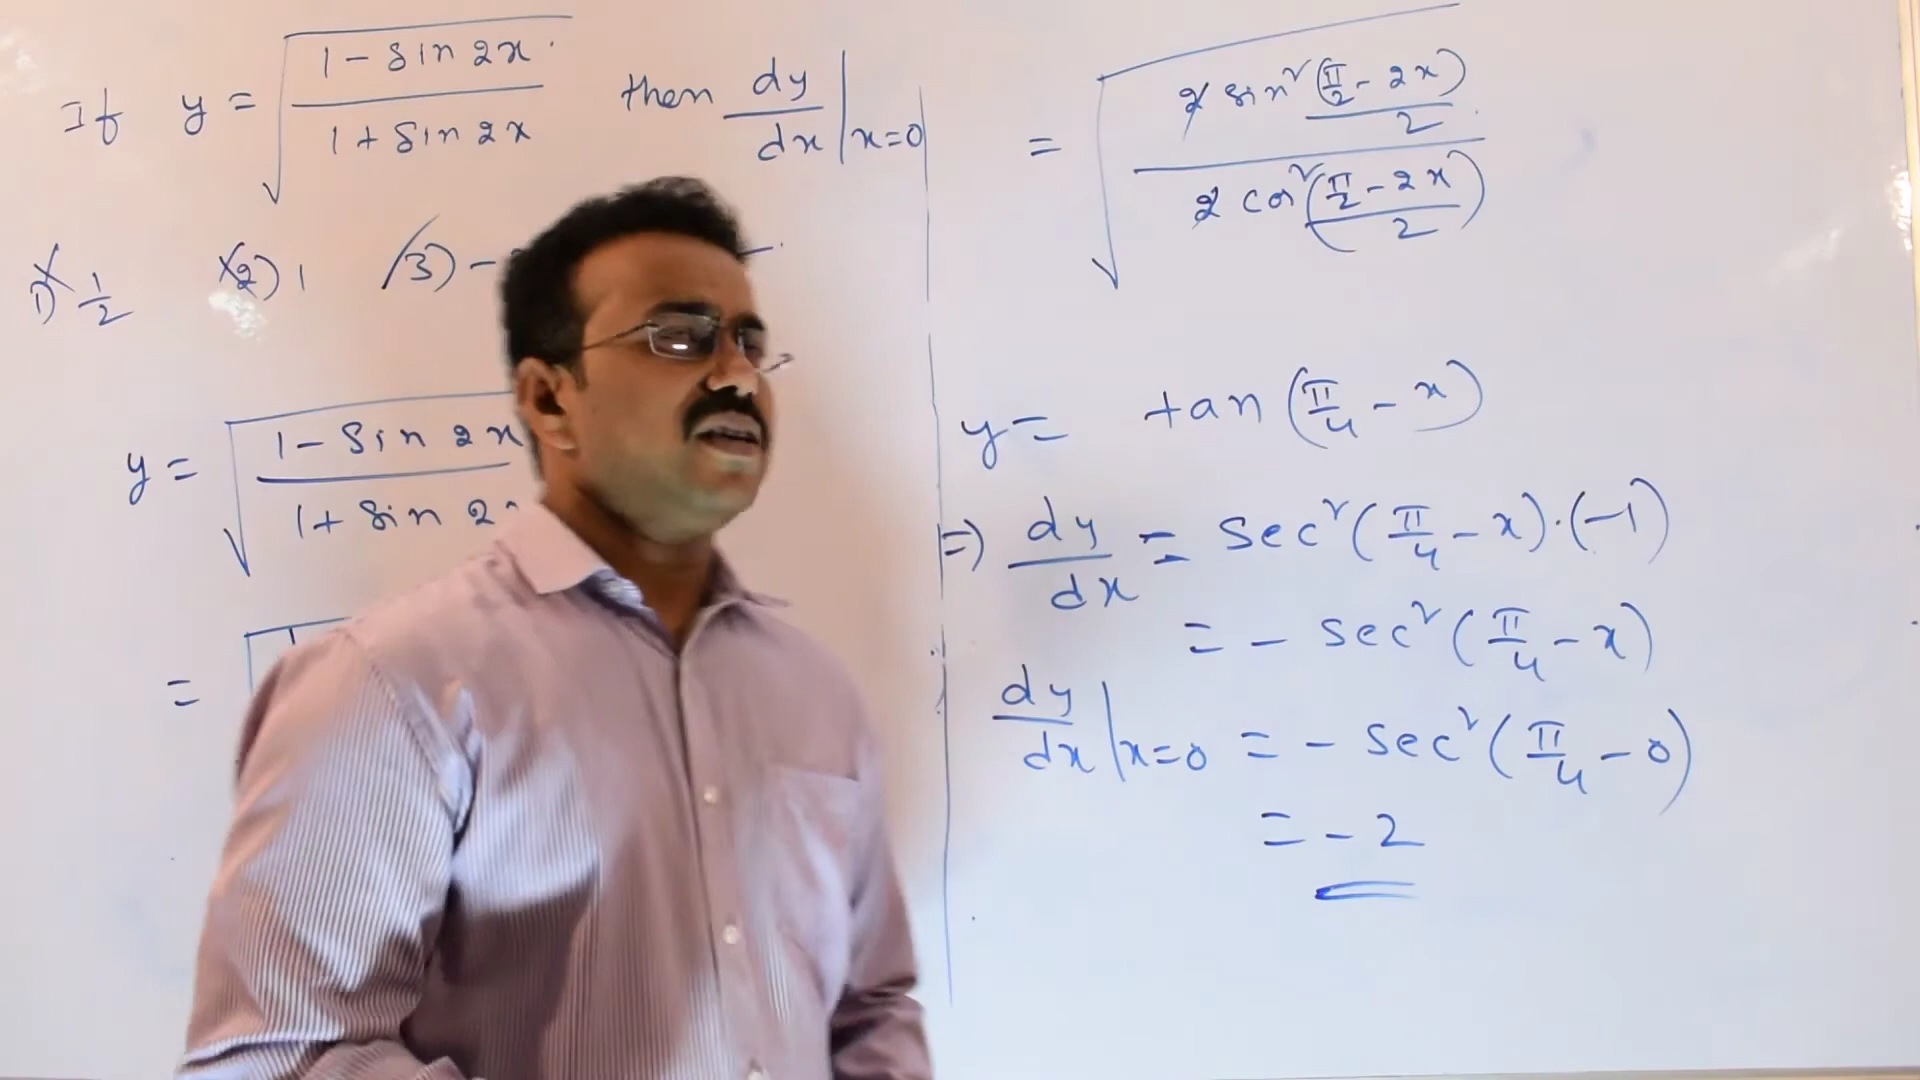 If y = √((1 - sin 2x)/(1 + sin 2x)) then dy/dx |x=0
1) 1/2 2) 1 3) -
y = √((1 - Sin 2x)/(1 + Sin 2
=
= √((2 sin²((π/2 - 2x)/2))/(2 cos²((π/2 - 2x)/2)))
y = tan (π/4 - x)
⇒) dy/dx = Sec² (π/4 - x) · (-1)
= - Sec² (π/4 - x)
dy/dx |x=0 = - Sec² (π/4 - 0)
= - 2